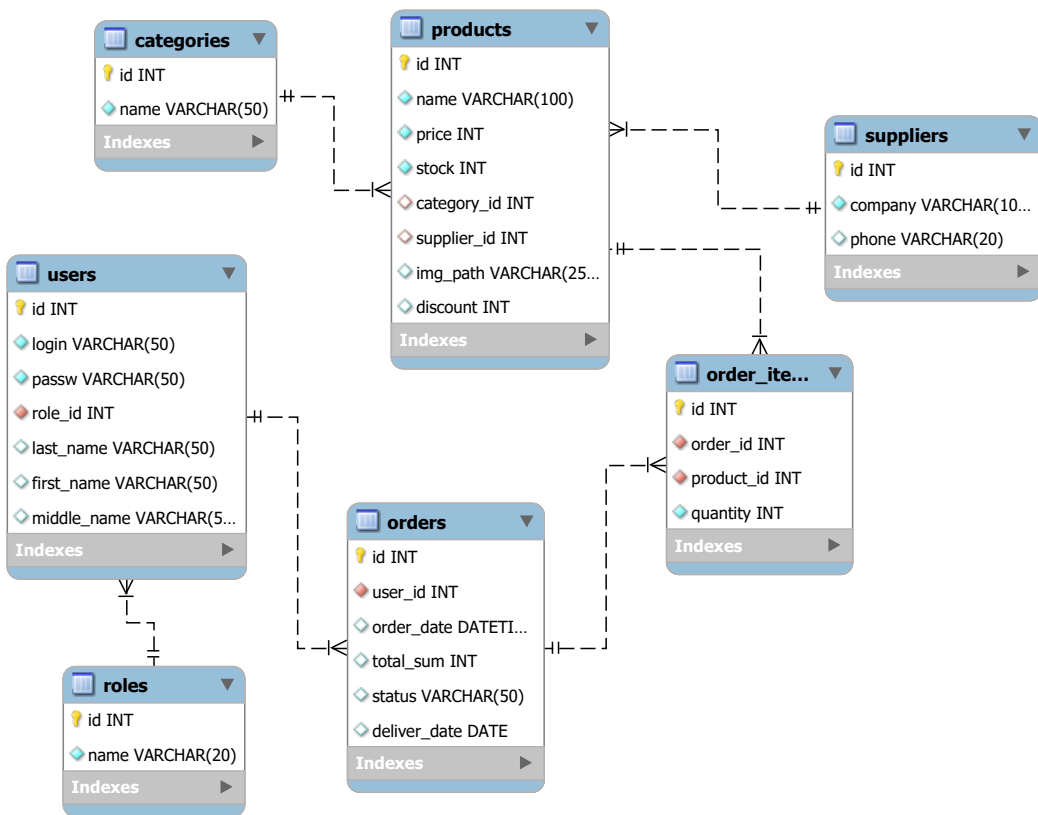 categories
id INT
name VARCHAR(50)
Indexes
products
id INT
name VARCHAR(100)
price INT
stock INT
category_id INT
supplier_id INT
img_path VARCHAR(25...
discount INT
Indexes
suppliers
id INT
company VARCHAR(10...
phone VARCHAR(20)
Indexes
users
id INT
login VARCHAR(50)
passw VARCHAR(50)
role_id INT
last_name VARCHAR(50)
first_name VARCHAR(50)
middle_name VARCHAR(5...
Indexes
order_ite...
id INT
order_id INT
product_id INT
quantity INT
Indexes
orders
id INT
user_id INT
order_date DATETI...
total_sum INT
status VARCHAR(50)
deliver_date DATE
Indexes
roles
id INT
name VARCHAR(20)
Indexes